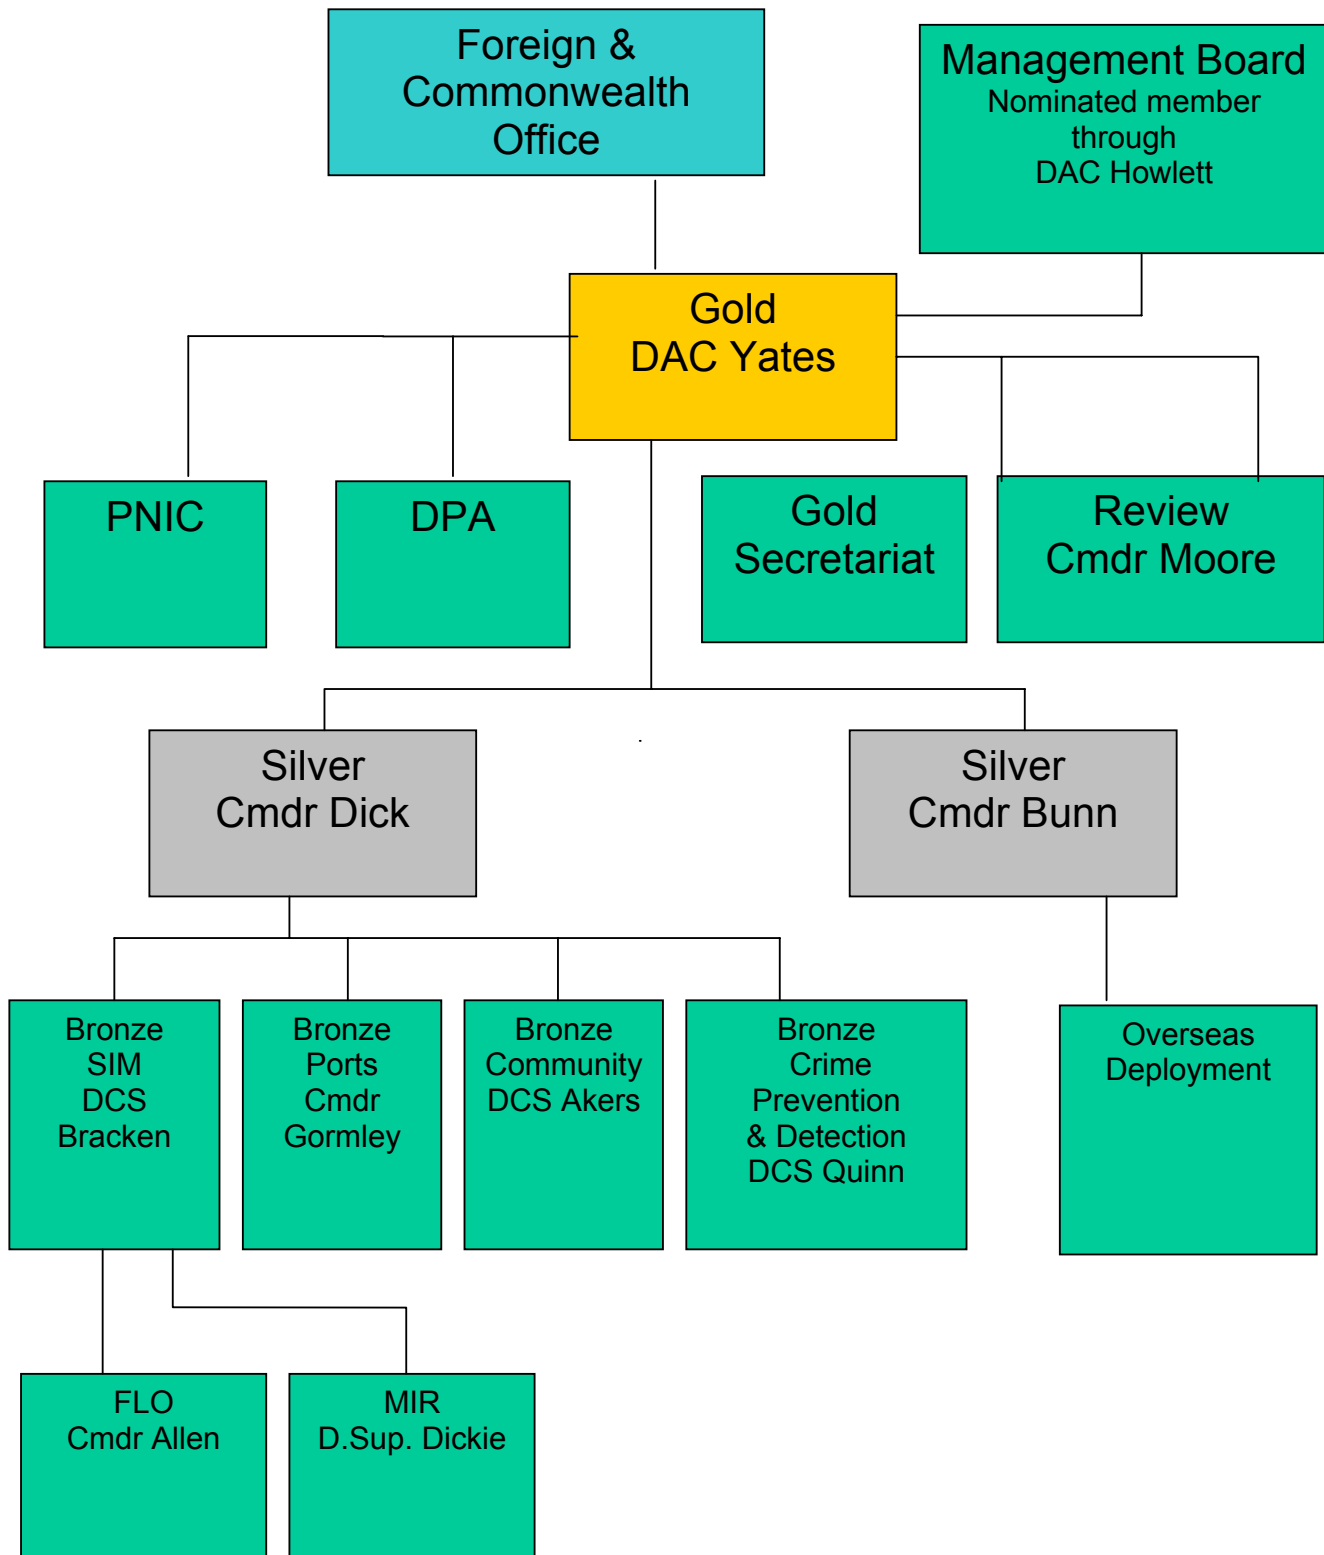 Foreign &
Commonwealth
Office
Management Board
Nominated member
through
DAC Howlett
Gold
DAC Yates
PNIC
DPA
Gold
Secretariat
Review
Cmdr Moore
Silver
Cmdr Dick
Silver
Cmdr Bunn
Bronze
SIM
DCS
Bracken
Bronze
Ports
Cmdr
Gormley
Bronze
Community
DCS Akers
Bronze
Crime
Prevention
& Detection
DCS Quinn
Overseas
Deployment
FLO
Cmdr Allen
MIR
D.Sup. Dickie